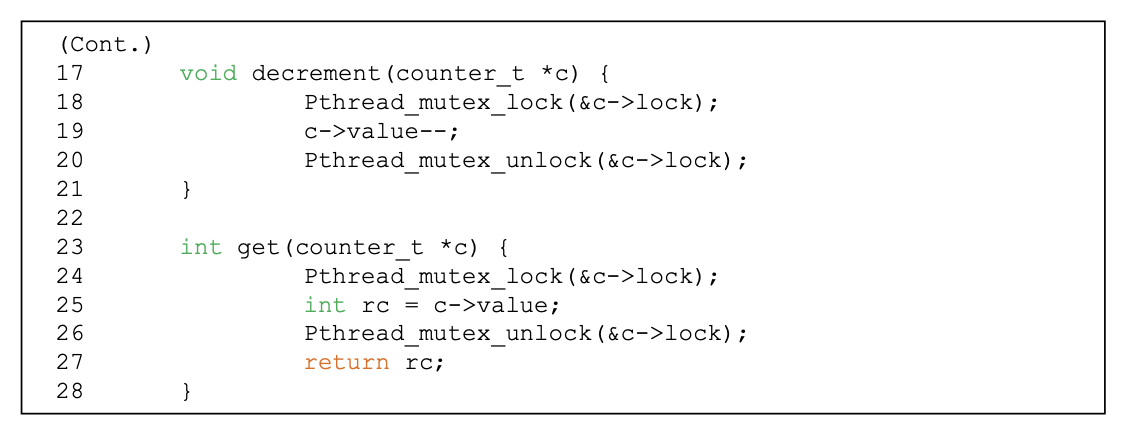 (Cont.)
17 void decrement(counter_t *c) {
18 Pthread_mutex_lock(&c->lock);
19 c->value--;
20 Pthread_mutex_unlock(&c->lock);
21 }
22
23 int get(counter_t *c) {
24 Pthread_mutex_lock(&c->lock);
25 int rc = c->value;
26 Pthread_mutex_unlock(&c->lock);
27 return rc;
28 }